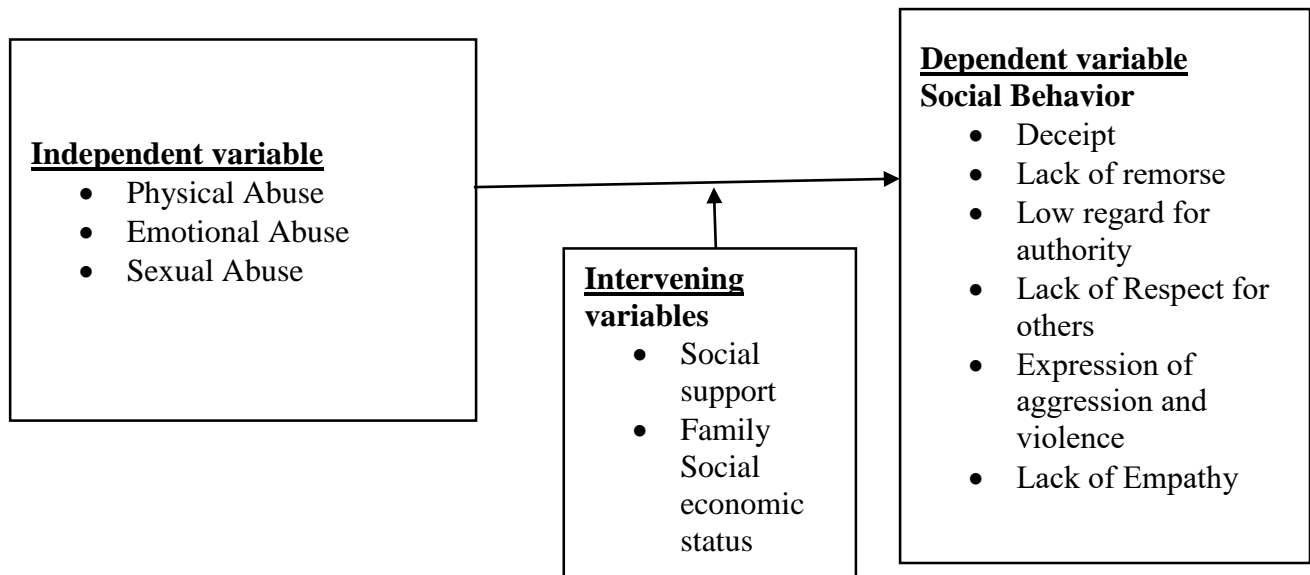 Independent variable
• Physical Abuse
• Emotional Abuse
• Sexual Abuse
Intervening
variables
• Social
support
• Family
Social
economic
status
Dependent variable
Social Behavior
• Deceipt
• Lack of remorse
• Low regard for
authority
• Lack of Respect for
others
• Expression of
aggression and
violence
• Lack of Empathy